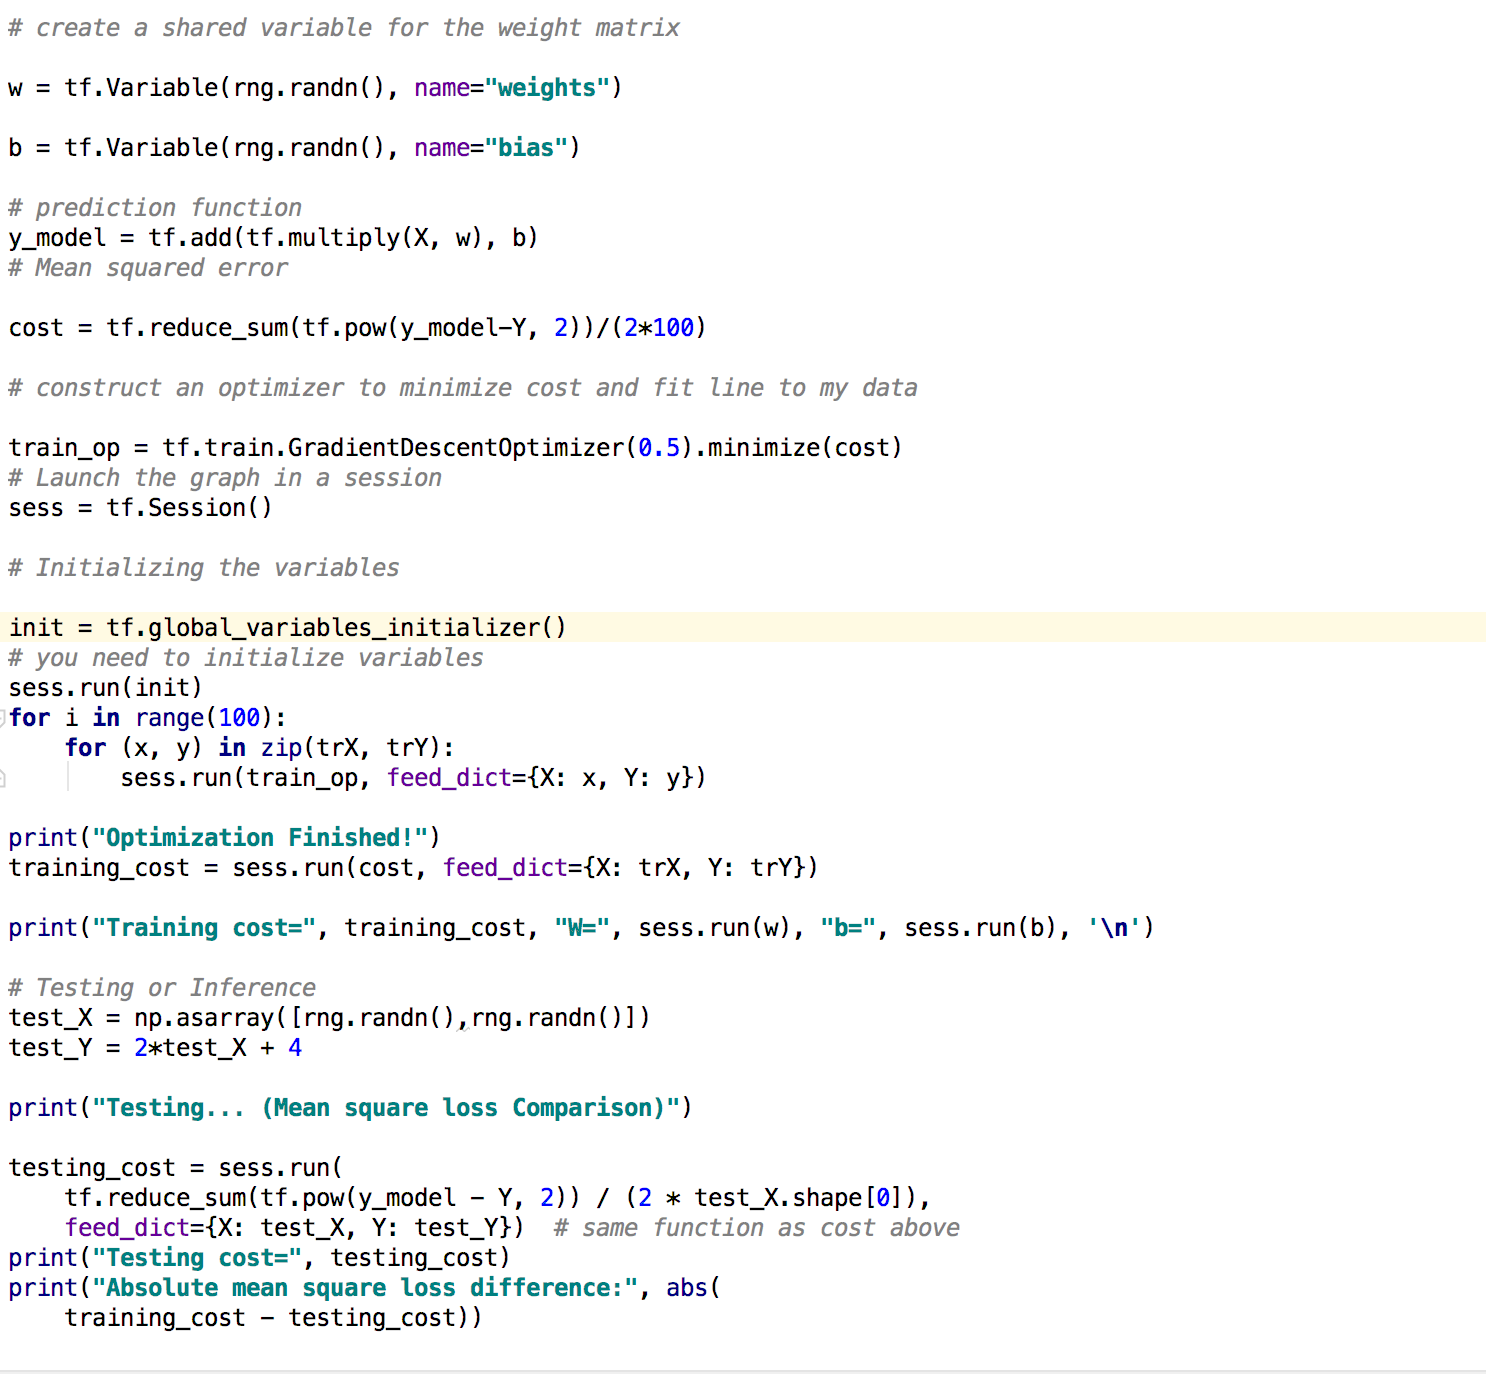 # create a shared variable for the weight matrix
w = tf.Variable(rng.randn(), name="weights")
b = tf.Variable(rng.randn(), name="bias")
# prediction function
y_model = tf.add(tf.multiply(X, w), b)
# Mean squared error
cost = tf.reduce_sum(tf.pow(y_model-Y, 2))/(2*100)
# construct an optimizer to minimize cost and fit line to my data
train_op = tf.train.GradientDescentOptimizer(0.5).minimize(cost)
# Launch the graph in a session
sess = tf.Session()
# Initializing the variables
init = tf.global_variables_initializer()
# you need to initialize variables
sess.run(init)
for i in range(100):
    for (x, y) in zip(trX, trY):
        sess.run(train_op, feed_dict={X: x, Y: y})
print("Optimization Finished!")
training_cost = sess.run(cost, feed_dict={X: trX, Y: trY})
print("Training cost=", training_cost, "W=", sess.run(w), "b=", sess.run(b), '\n')
# Testing or Inference
test_X = np.asarray([rng.randn(),rng.randn()])
test_Y = 2*test_X + 4
print("Testing... (Mean square loss Comparison)")
testing_cost = sess.run(
    tf.reduce_sum(tf.pow(y_model - Y, 2)) / (2 * test_X.shape[0]),
    feed_dict={X: test_X, Y: test_Y})  # same function as cost above
print("Testing cost=", testing_cost)
print("Absolute mean square loss difference:", abs(
    training_cost - testing_cost))